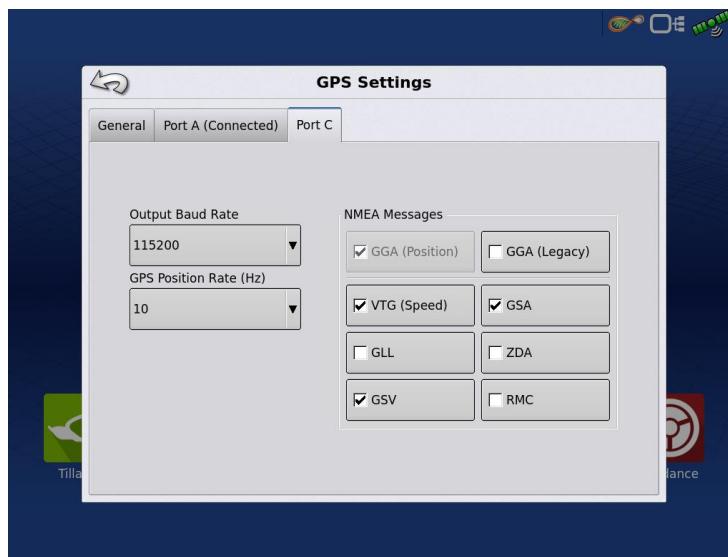 GPS Settings
General
Port A (Connected)
Port C
Output Baud Rate
115200
GPS Position Rate (Hz)
10
NMEA Messages
GGA (Position)
GGA (Legacy)
VTG (Speed)
GSA
GLL
ZDA
GSV
RMC
Tilla
dance